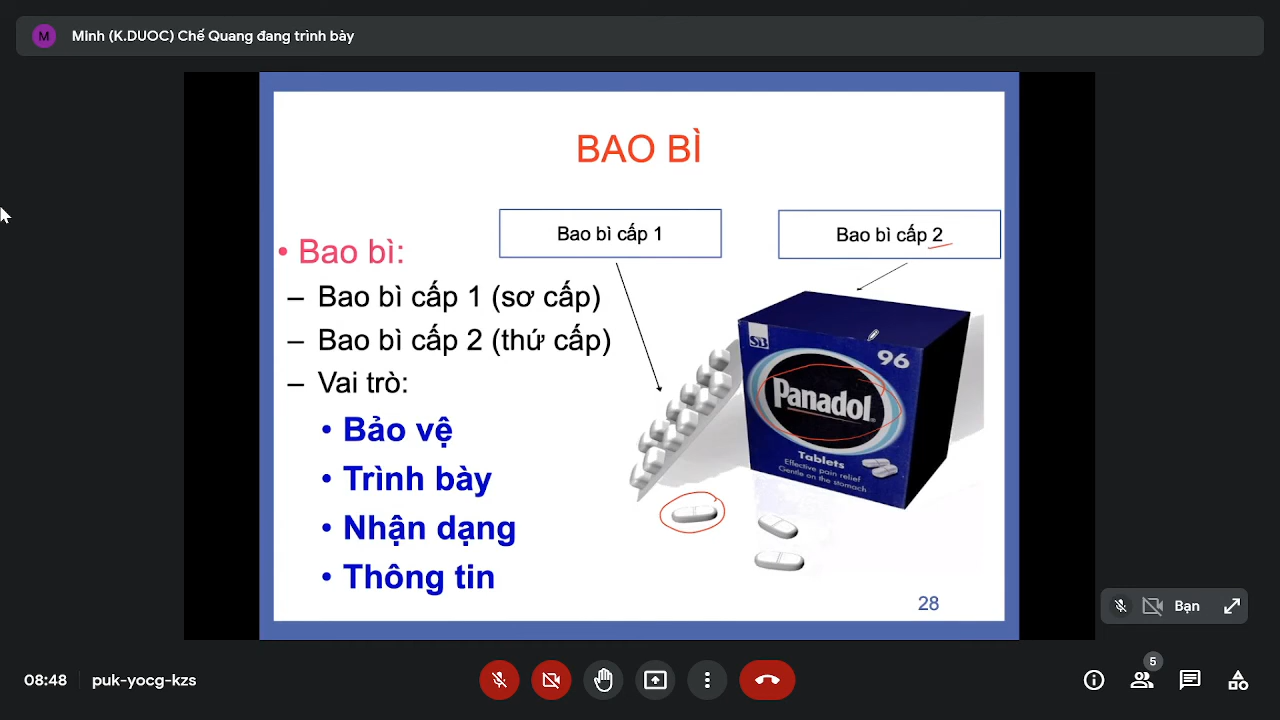 M
Minh (K.DUOC) Chế Quang đang trình bày
BAO BÌ
Bao bì cấp 1
Bao bì cấp 2
• Bao bì:
– Bao bì cấp 1 (sơ cấp)
– Bao bì cấp 2 (thứ cấp)
– Vai trò:
• Bảo vệ
• Trình bày
• Nhận dạng
• Thông tin
SB
96
Panadol
Tablets
Effective pain relief
Gentle on the stomach
28
Bạn
08:48
puk-yocg-kzs
5